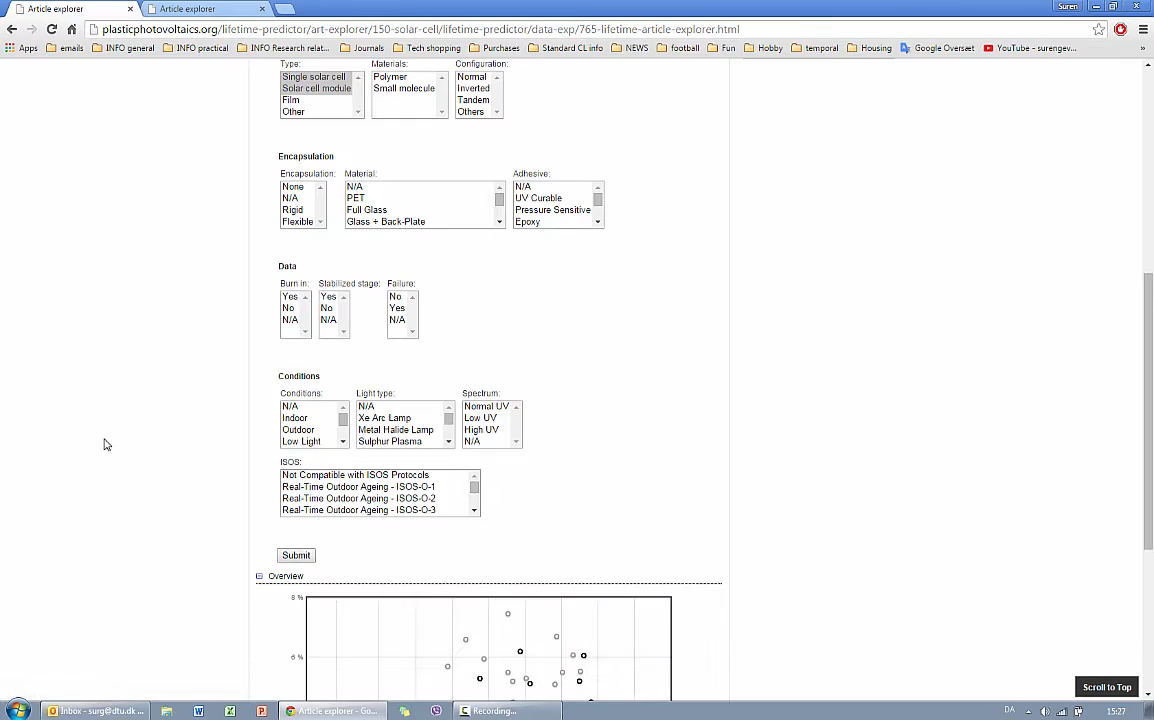 Article explorer
Article explorer
Suren
plasticphotovoltaics.org/lifetime-predictor/art-explorer/150-solar-cell/lifetime-predictor/data-exp/765-lifetime-article-explorer.html
Apps emails INFO general INFO practical INFO Research relat... Journals Tech shopping Purchases Standard CL info NEWS football Fun Hobby temporal Housing Google Oversæt YouTube - surengev...
Type: Materials: Configuration:
Single solar cell Polymer Normal
Solar cell module Small molecule Inverted
Film Tandem
Other Others
Encapsulation
Encapsulation: Material: Adhesive:
None N/A N/A
N/A PET UV Curable
Rigid Full Glass Pressure Sensitive
Flexible Glass + Back-Plate Epoxy
Data
Burn in: Stabilized stage: Failure:
Yes Yes No
No No Yes
N/A N/A N/A
Conditions
Conditions: Light type: Spectrum:
N/A N/A Normal UV
Indoor Xe Arc Lamp Low UV
Outdoor Metal Halide Lamp High UV
Low Light Sulphur Plasma N/A
ISOS:
Not Compatible with ISOS Protocols
Real-Time Outdoor Ageing - ISOS-O-1
Real-Time Outdoor Ageing - ISOS-O-2
Real-Time Outdoor Ageing - ISOS-O-3
Submit
Overview
8 %
6 %
Scroll to Top
Inbox - surg@dtu.dk ... Article explorer - Go... Recording... DA 15:27